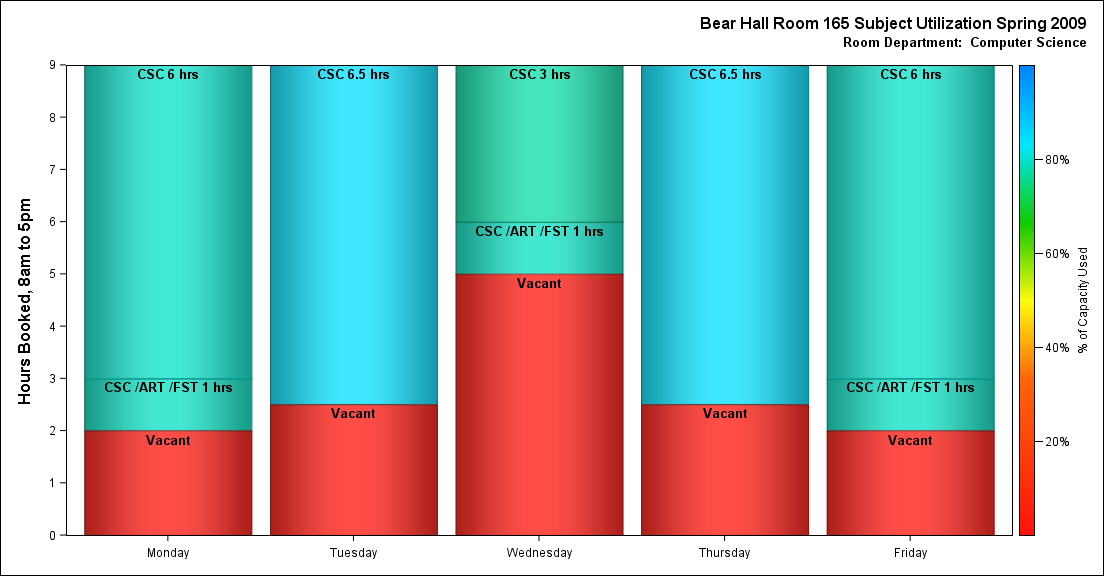 Bear Hall Room 165 Subject Utilization Spring 2009
Room Department: Computer Science
Hours Booked, 8am to 5pm
9
8
7
6
5
4
3
2
1
0
CSC 6 hrs
CSC /ART /FST 1 hrs
Vacant
CSC 6.5 hrs
Vacant
CSC 3 hrs
CSC /ART /FST 1 hrs
Vacant
CSC 6.5 hrs
Vacant
CSC 6 hrs
CSC /ART /FST 1 hrs
Vacant
Monday
Tuesday
Wednesday
Thursday
Friday
80%
60%
40%
20%
% of Capacity Used